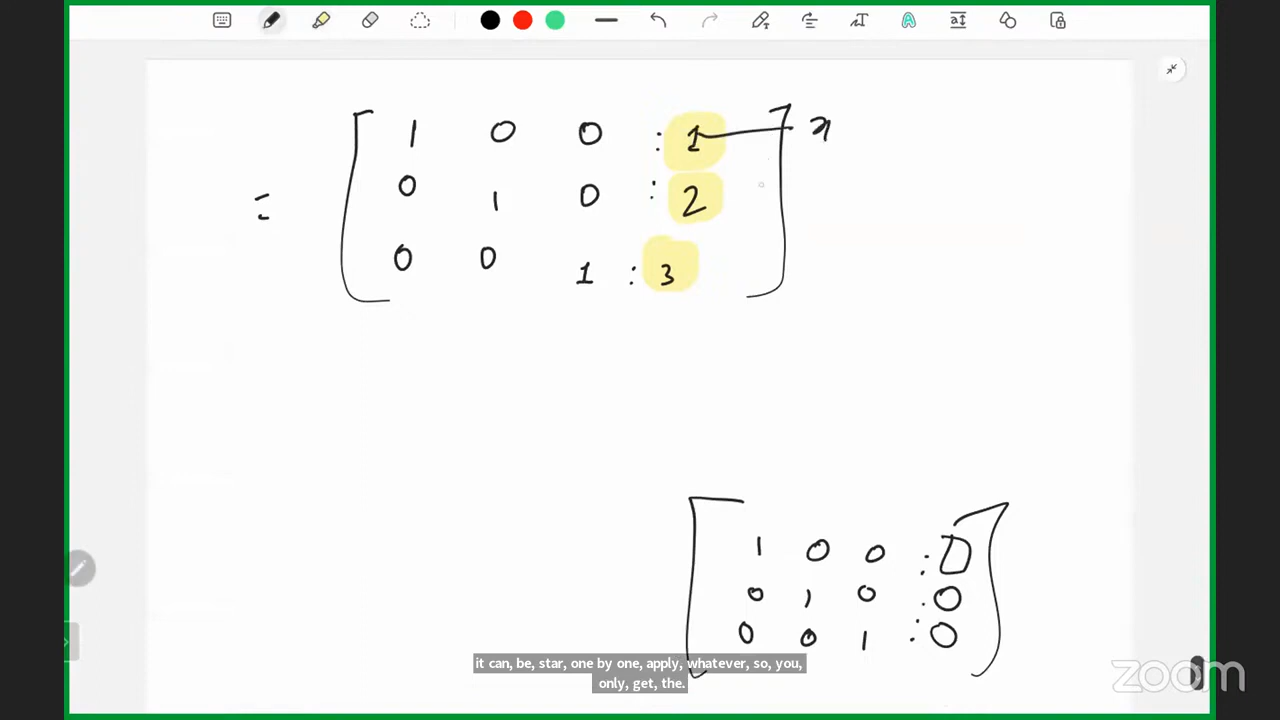 1 0 0 : 1 x
= 0 1 0 : 2
0 0 1 : 3
1 0 0 :
0 1 0 : 0
0 0 1 : 0
it can, be, star, one by one, apply, whatever, so, you,
only, get, the.
zoom